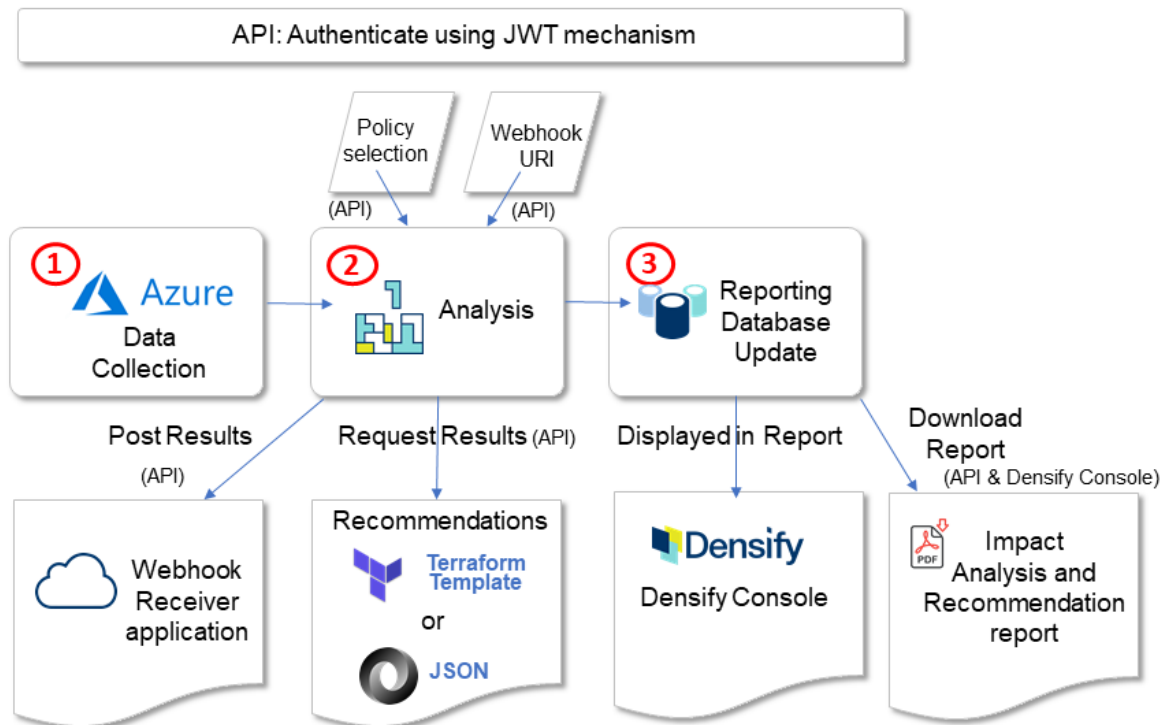 API: Authenticate using JWT mechanism
Policy
selection
Webhook
URI
(API)
(API)
1
Azure
Data
Collection
2
Analysis
3
Reporting
Database
Update
Post Results
(API)
Request Results (API)
Displayed in Report
Download
Report
(API & Densify Console)
Webhook
Receiver
application
Recommendations
Terraform
Template
or
JSON
Densify
Densify Console
PDF
Impact
Analysis and
Recommendation
report